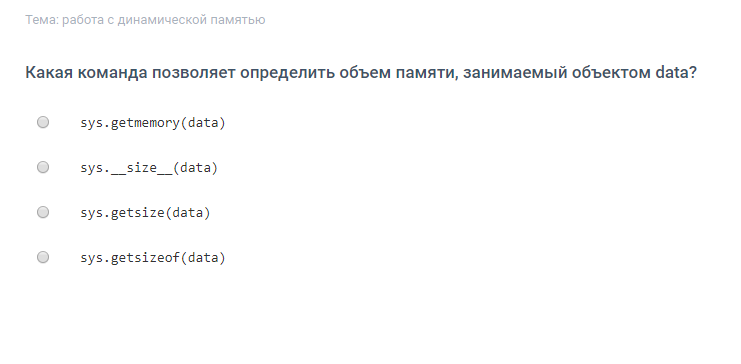 Тема: работа с динамической памятью
Какая команда позволяет определить объем памяти, занимаемый объектом data?
sys.getmemory(data)
sys.__size__(data)
sys.getsize(data)
sys.getsizeof(data)